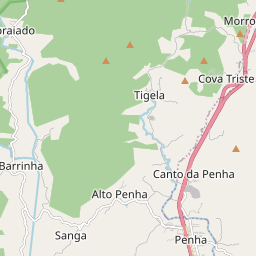 Morro
praiado
Cova Triste
Tigela
Barrinha
Canto da Penha
Alto Penha
Sanga
Penha